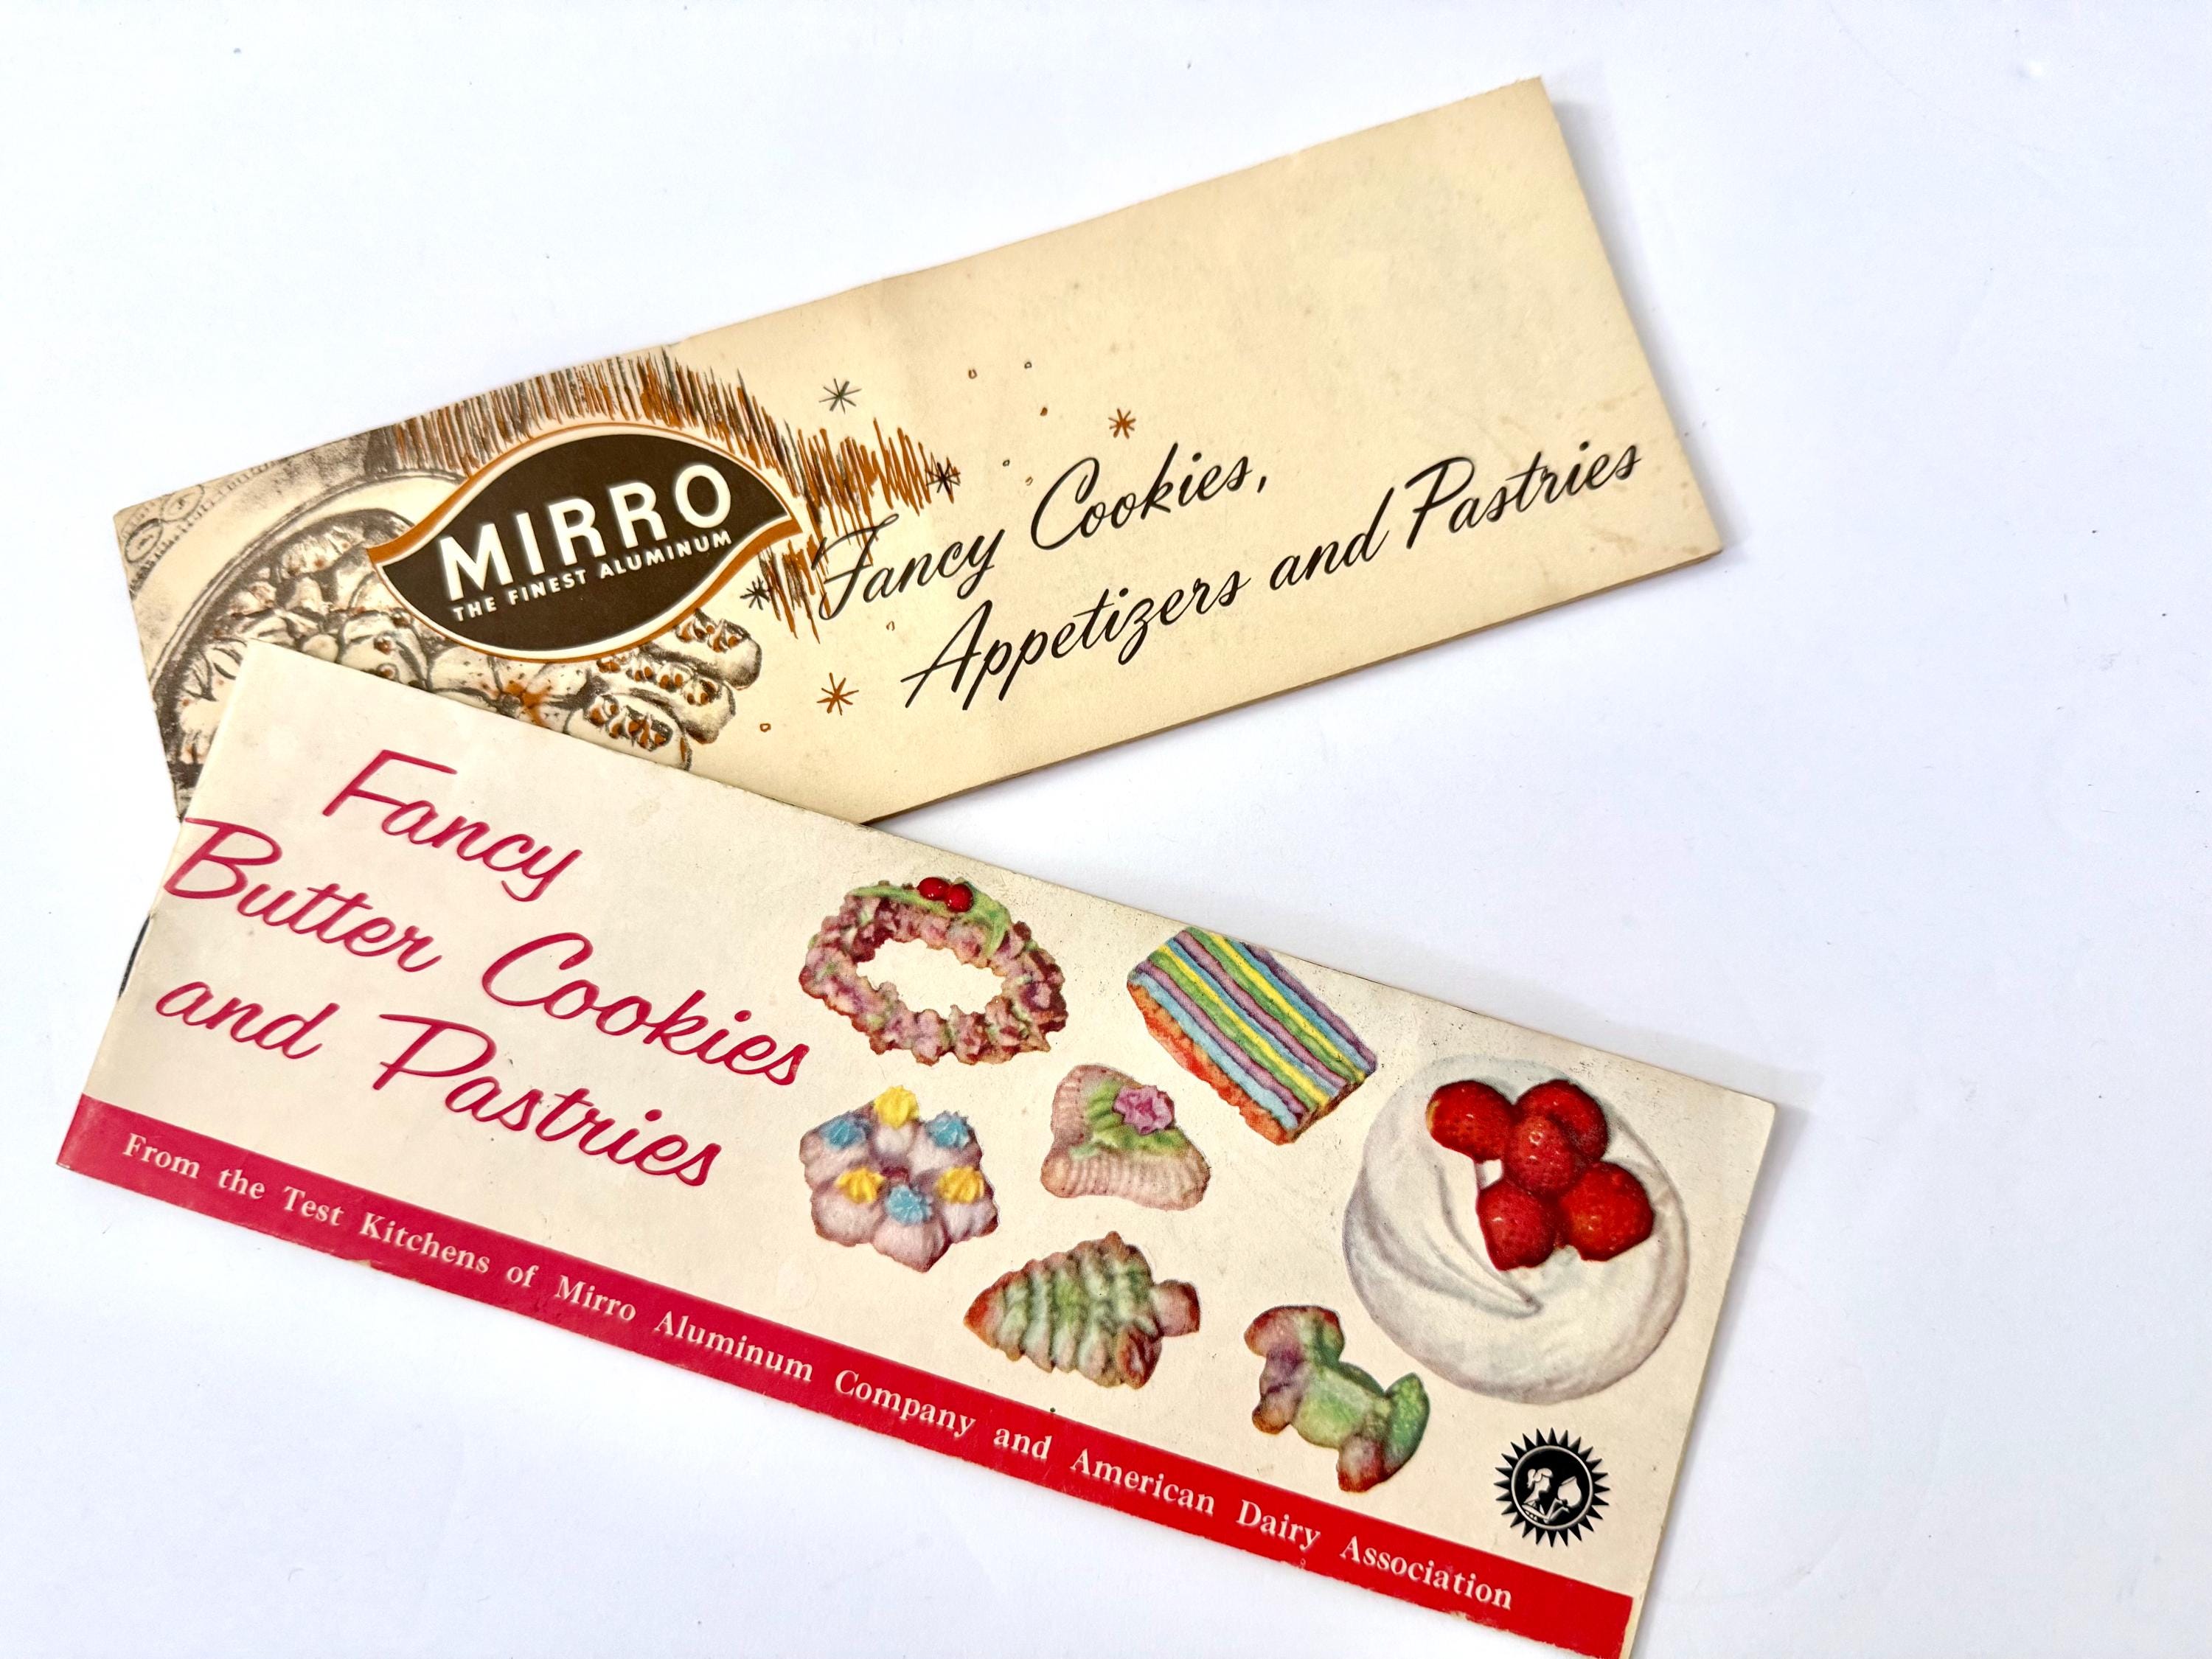 MIRRO
THE FINEST ALUMINUM
Fancy Cookies,
Appetizers and Pastries
Fancy
Butter Cookies
and Pastries
From the Test Kitchens of Mirro Aluminum Company and American Dairy Association